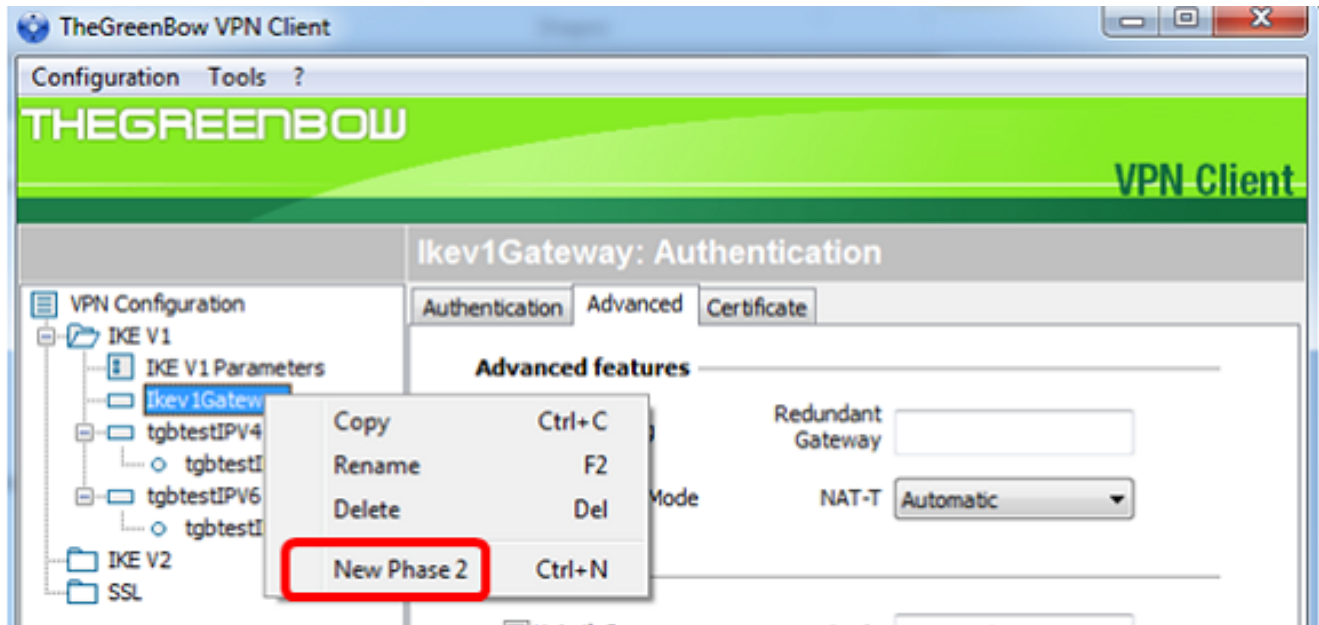 TheGreenBow VPN Client
Configuration Tools ?
THEGREENBOW
VPN Client
Ikev1Gateway: Authentication
VPN Configuration
IKE V1
IKE V1 Parameters
Ikev1Gatew
tgbtestIPV4
tgbtestI
tgbtestIPV6
tgbtestI
IKE V2
SSL
Authentication Advanced Certificate
Advanced features
Redundant
Gateway
Mode NAT-T Automatic
Copy Ctrl+C
Rename F2
Delete Del
New Phase 2 Ctrl+N